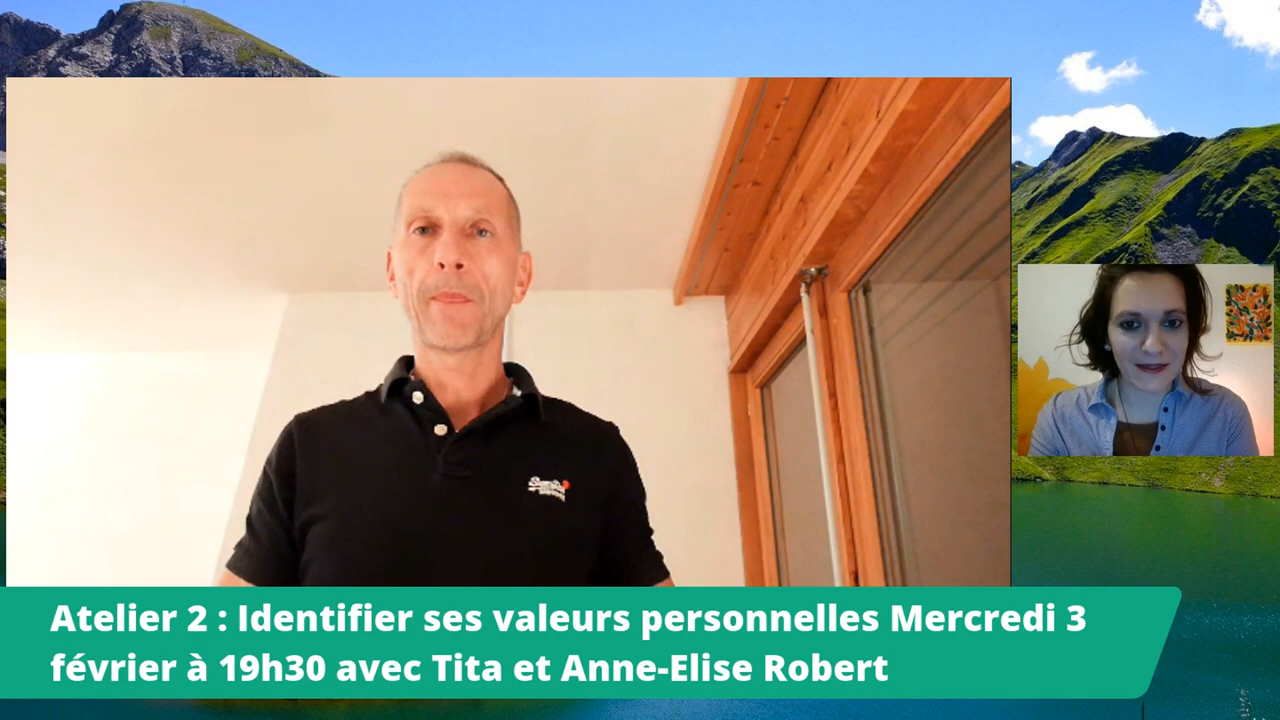 Atelier 2 : Identifier ses valeurs personnelles Mercredi 3
février à 19h30 avec Tita et Anne-Elise Robert